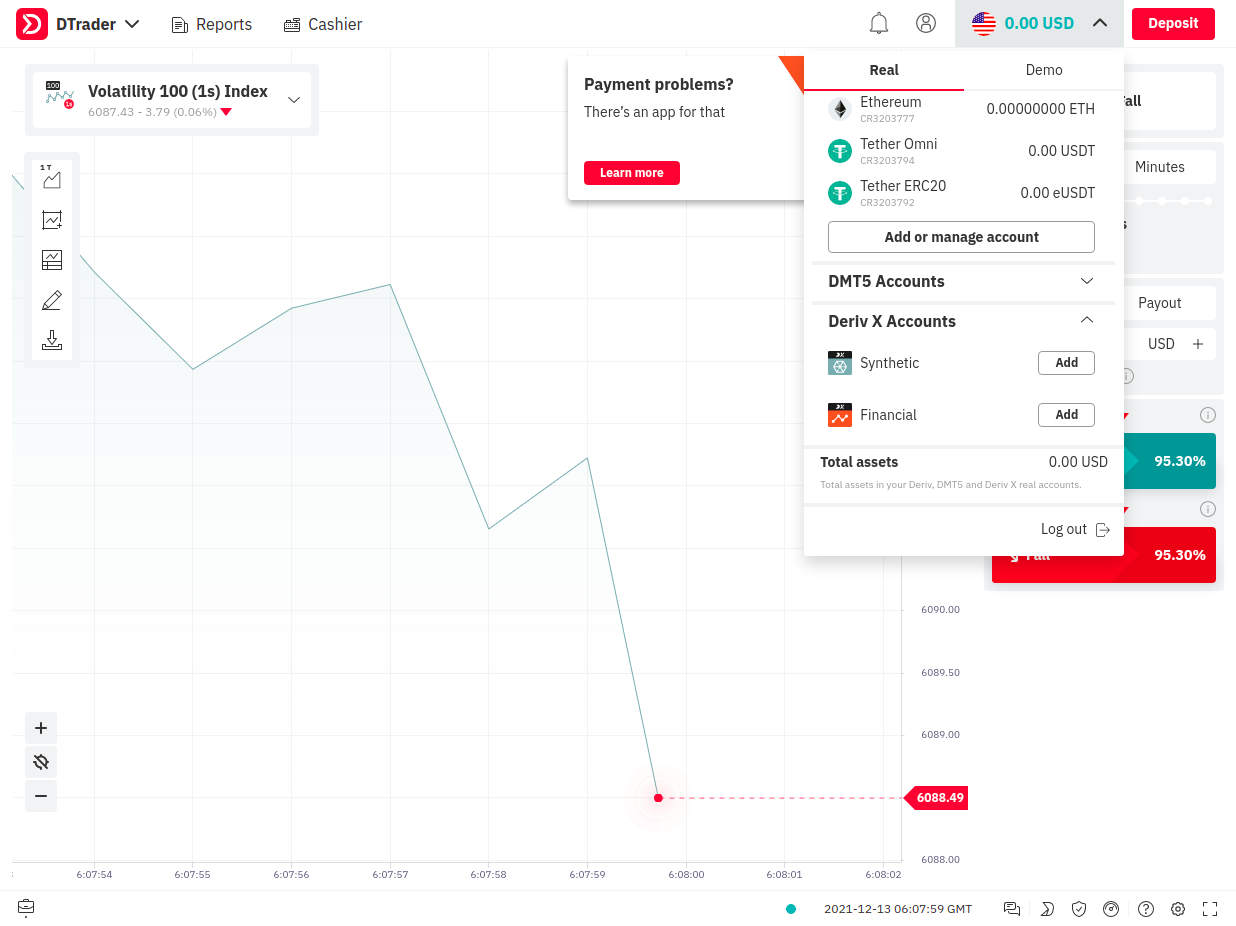 DTrader
Reports
Cashier
0.00 USD
Deposit
100
1s
Volatility 100 (1s) Index
6087.43 - 3.79 (0.06%)
1 T
Payment problems?
There's an app for that
Learn more
Real
Demo
Ethereum
CR3203777
0.00000000 ETH
Tether Omni
CR3203794
0.00 USDT
Tether ERC20
CR3203792
0.00 eUSDT
Add or manage account
DMT5 Accounts
Deriv X Accounts
Synthetic
Add
Financial
Add
Total assets
0.00 USD
Total assets in your Deriv, DMT5 and Deriv X real accounts.
Log out
Minutes
Payout
USD
95.30%
Fall
95.30%
6090.00
6089.50
6089.00
6088.49
6088.00
6:07:54
6:07:55
6:07:56
6:07:57
6:07:58
6:07:59
6:08:00
6:08:01
6:08:02
2021-12-13 06:07:59 GMT